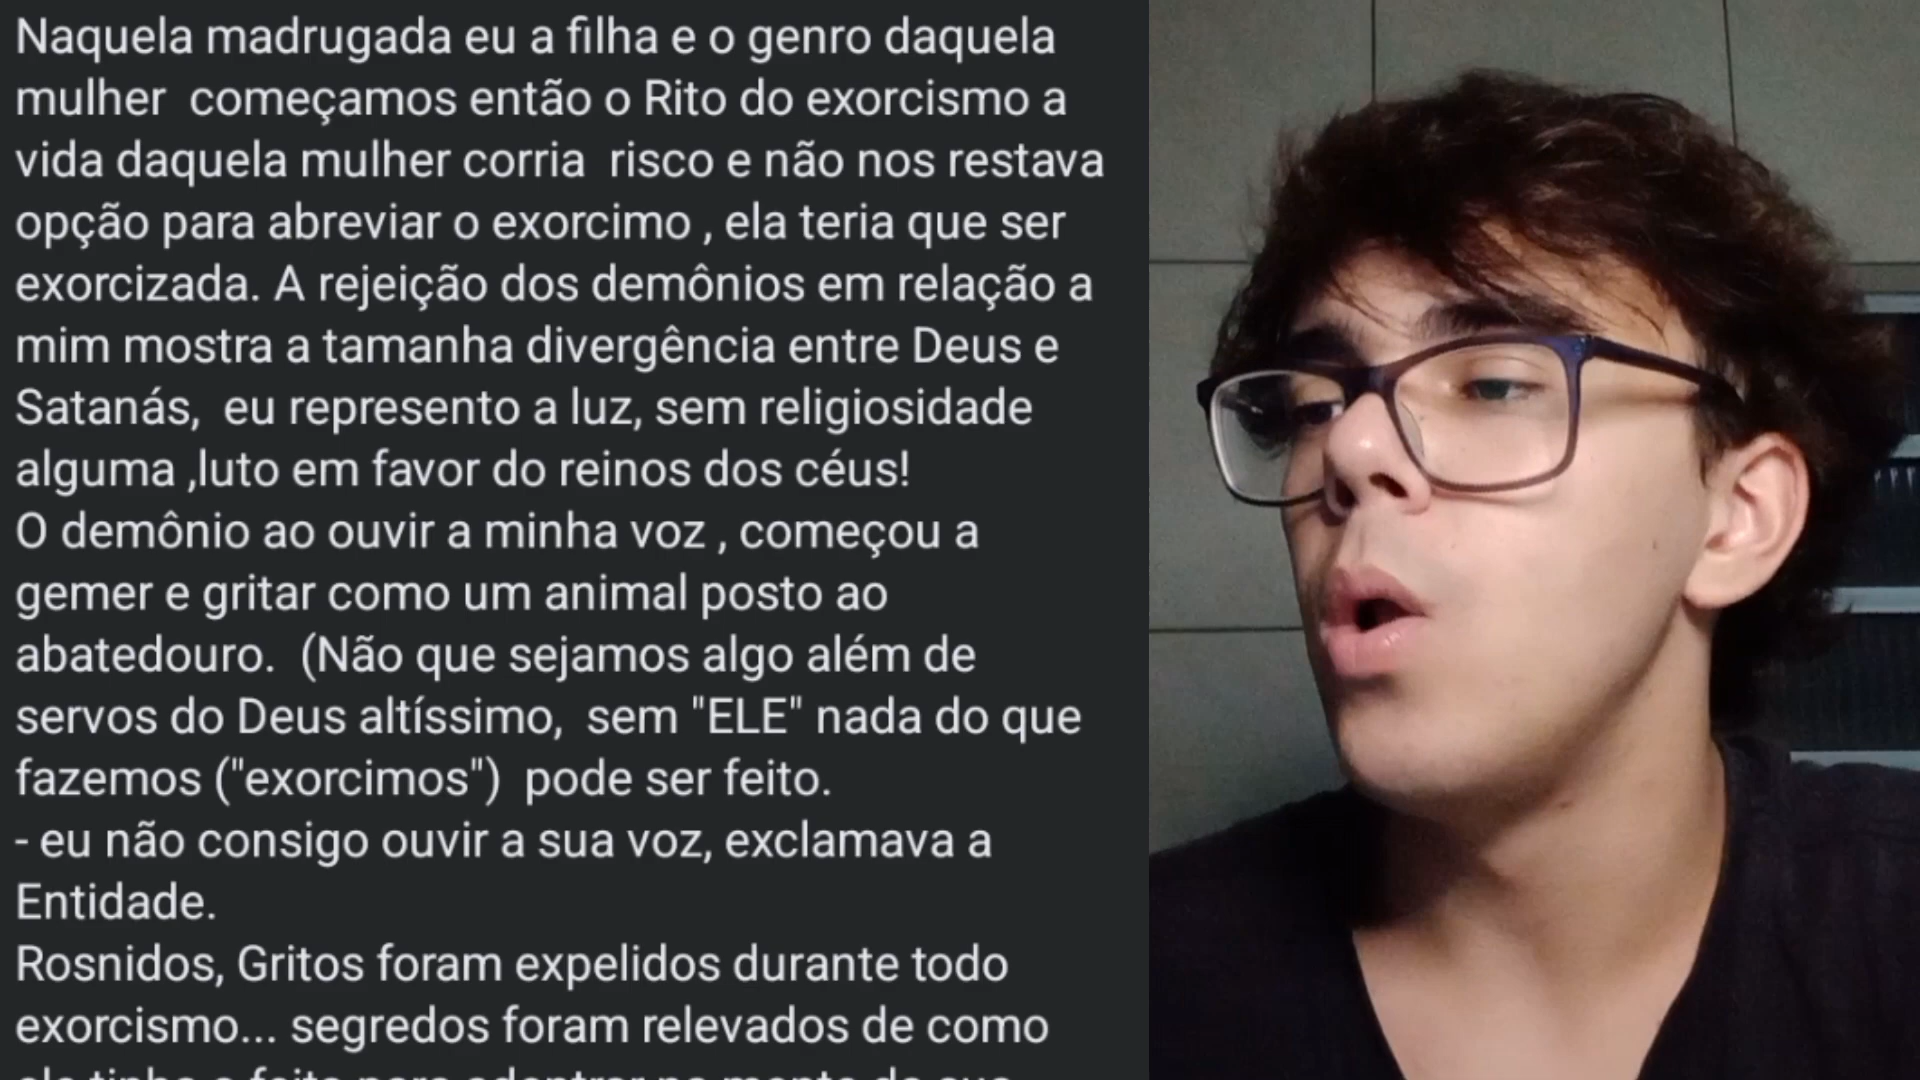 Naquela madrugada eu a filha e o genro daquela
mulher  começamos então o Rito do exorcismo a
vida daquela mulher corria  risco e não nos restava
opção para abreviar o exorcimo , ela teria que ser
exorcizada. A rejeição dos demônios em relação a
mim mostra a tamanha divergência entre Deus e
Satanás,  eu represento a luz, sem religiosidade
alguma ,luto em favor do reinos dos céus!
O demônio ao ouvir a minha voz , começou a
gemer e gritar como um animal posto ao
abatedouro.  (Não que sejamos algo além de
servos do Deus altíssimo,  sem "ELE" nada do que
fazemos ("exorcimos")  pode ser feito.
- eu não consigo ouvir a sua voz, exclamava a
Entidade.
Rosnidos, Gritos foram expelidos durante todo
exorcismo... segredos foram relevados de como